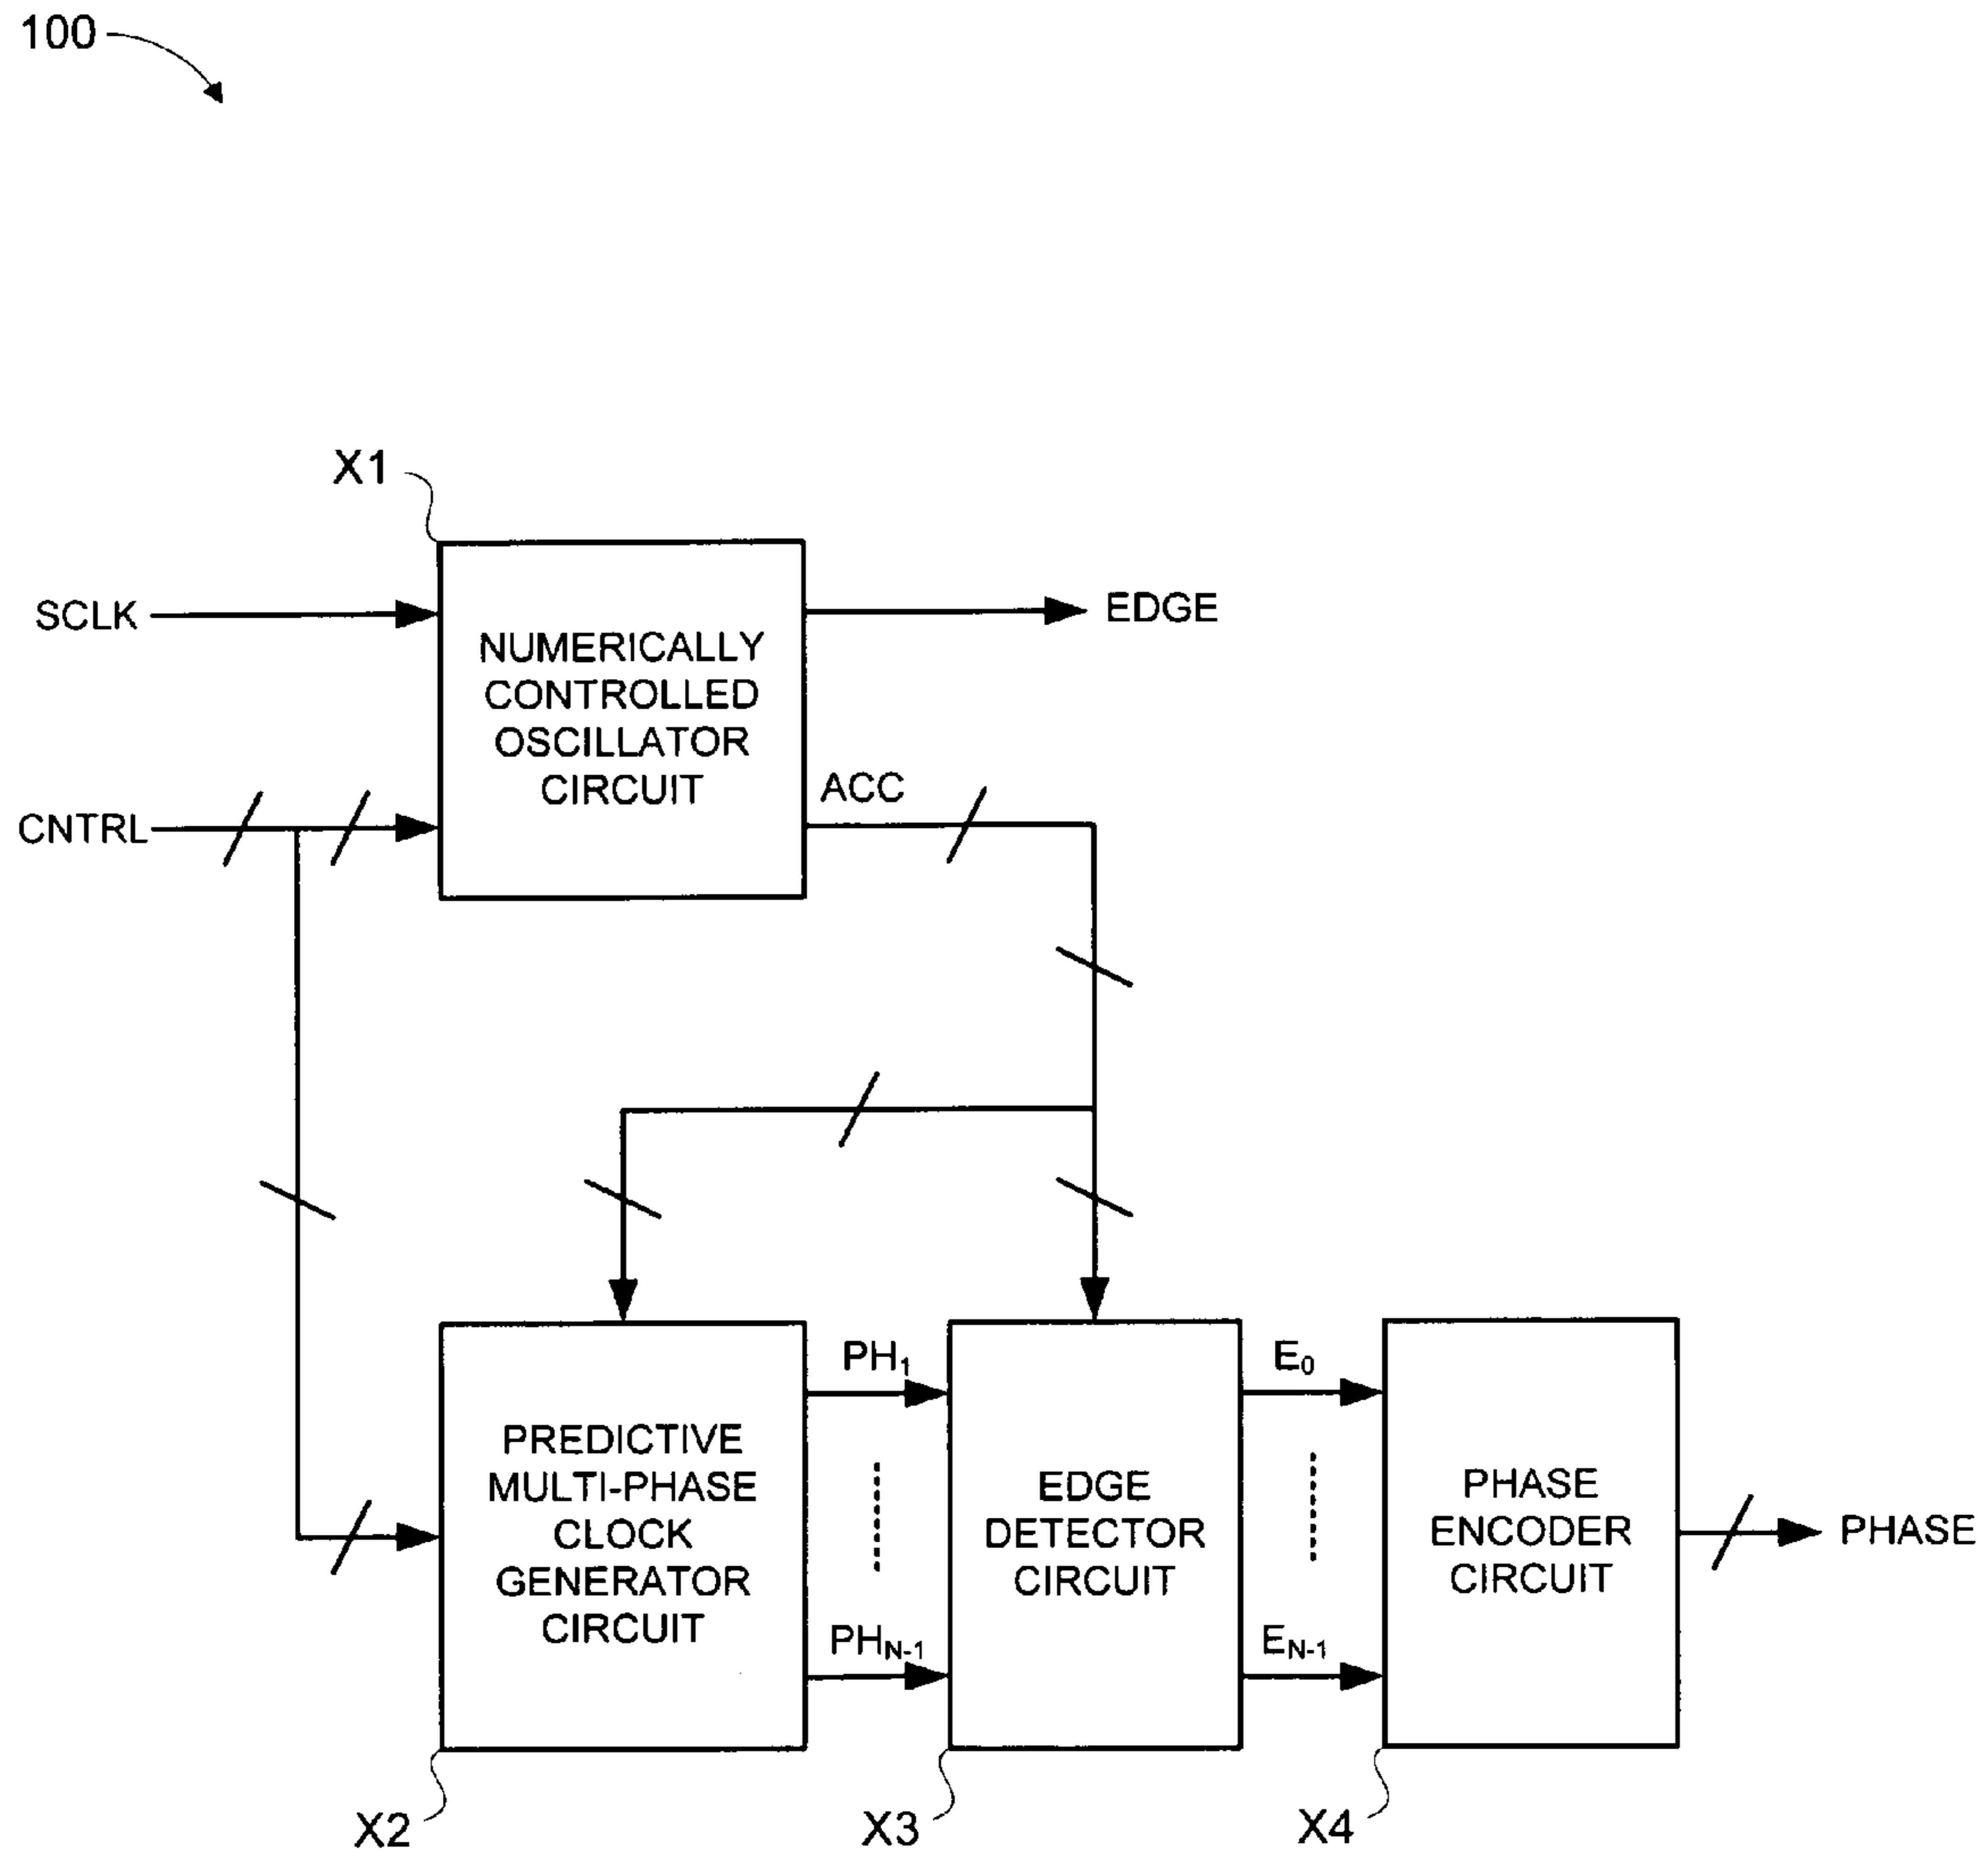 100
X1
SCLK
NUMERICALLY
CONTROLLED
OSCILLATOR
CIRCUIT
EDGE
CNTRL
ACC
PREDICTIVE
MULTI-PHASE
CLOCK
GENERATOR
CIRCUIT
PH1
PHN-1
EDGE
DETECTOR
CIRCUIT
E0
EN-1
PHASE
ENCODER
CIRCUIT
PHASE
X2
X3
X4